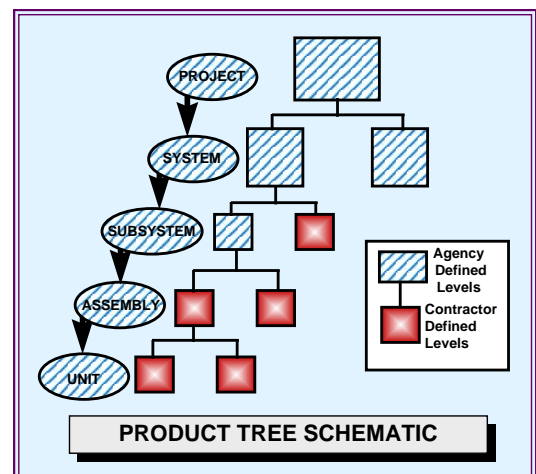 PROJECT
SYSTEM
SUBSYSTEM
ASSEMBLY
UNIT
Agency
Defined
Levels
Contractor
Defined
Levels
PRODUCT TREE SCHEMATIC